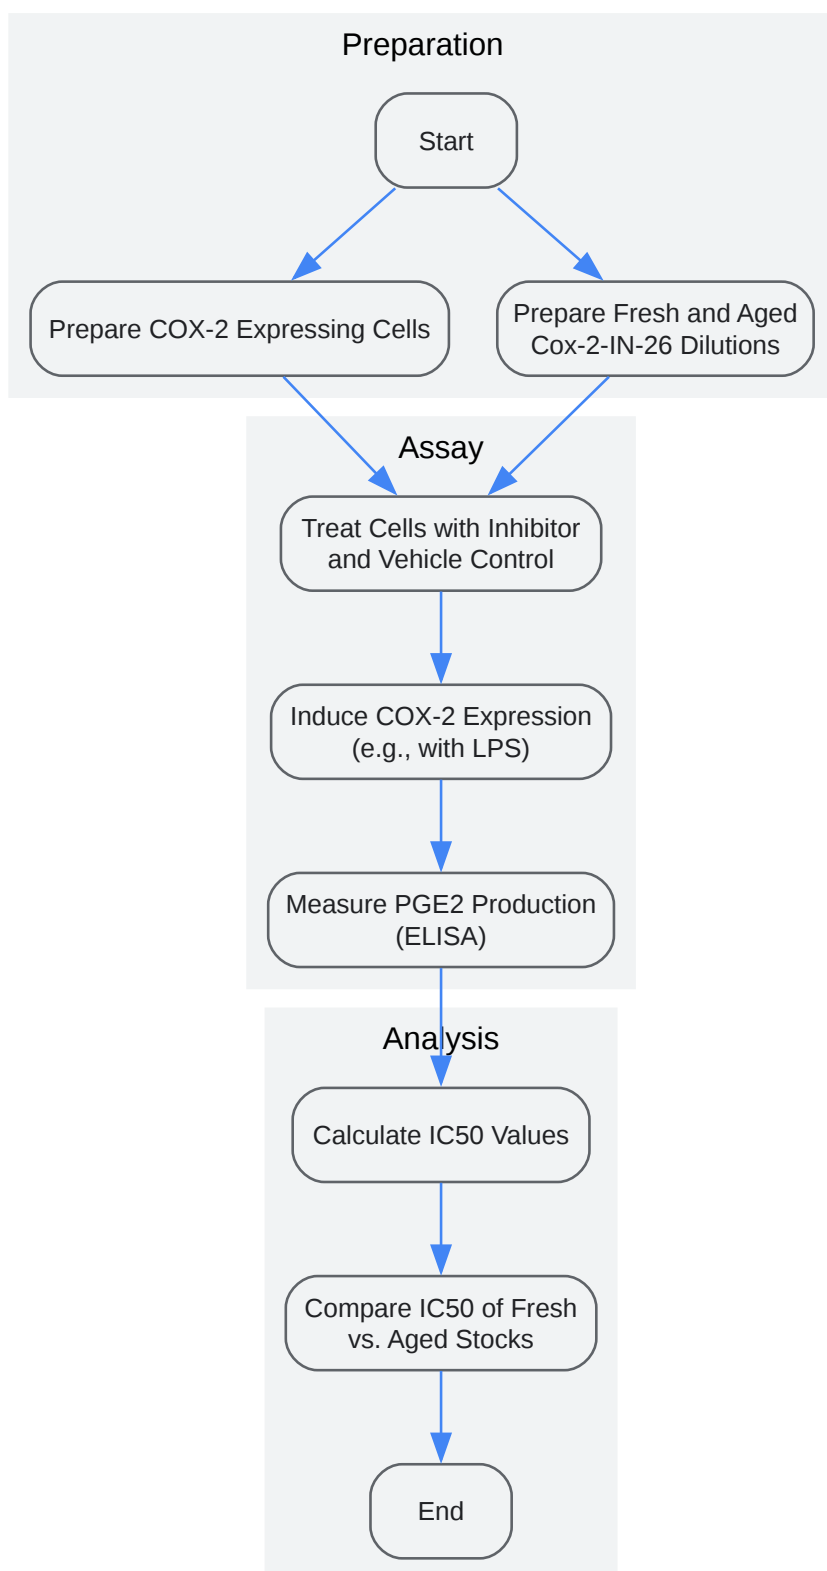 Preparation
Start
Prepare COX-2 Expressing Cells
Prepare Fresh and Aged
Cox-2-IN-26 Dilutions
Assay
Treat Cells with Inhibitor
and Vehicle Control
Induce COX-2 Expression
(e.g., with LPS)
Measure PGE2 Production
(ELISA)
Analysis
Calculate IC50 Values
Compare IC50 of Fresh
vs. Aged Stocks
End